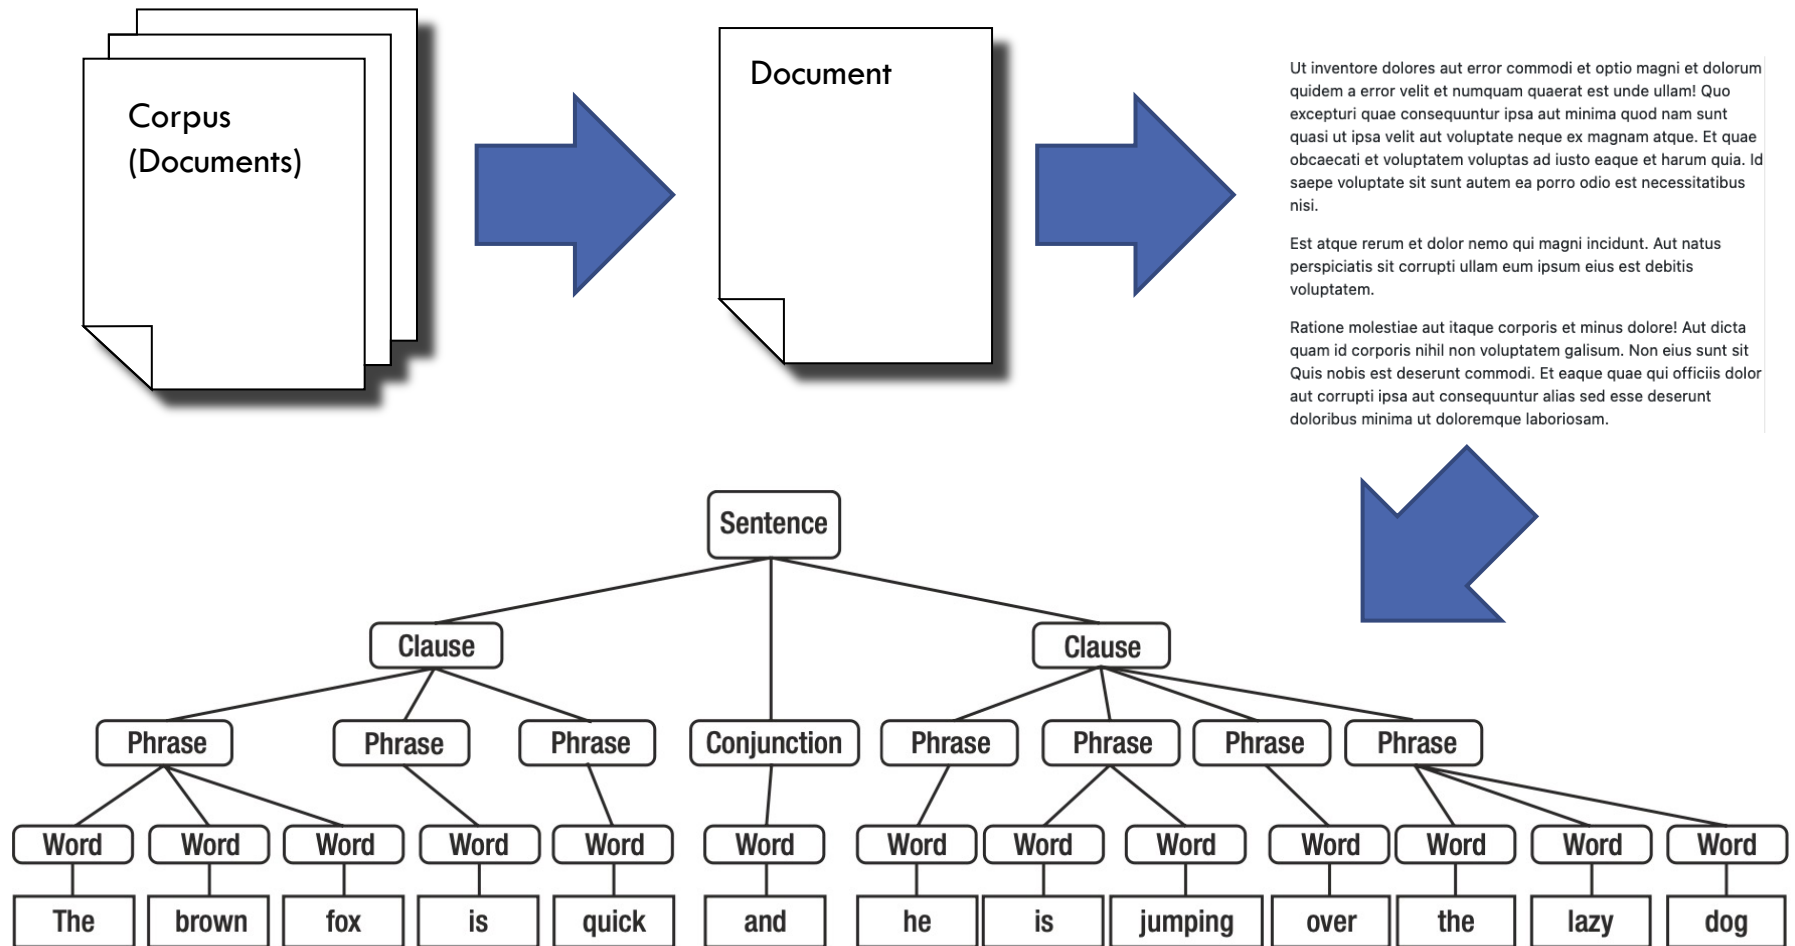 Corpus
(Documents)
Document
Ut inventore dolores aut error commodi et optio magni et dolorum
quidem a error velit et numquam quaerat est unde ullam! Quo
excepturi quae consequuntur ipsa aut minima quod nam sunt
quasi ut ipsa velit aut voluptate neque ex magnam atque. Et quae
obcaecati et voluptatem voluptas ad iusto eaque et harum quia. Id
saepe voluptate sit sunt autem ea porro odio est necessitatibus
nisi.
Est atque rerum et dolor nemo qui magni incidunt. Aut natus
perspiciatis sit corrupti ullam eum ipsum eius est debitis
voluptatem.
Ratione molestiae aut itaque corporis et minus dolore! Aut dicta
quam id corporis nihil non voluptatem galisum. Non eius sunt sit
Quis nobis est deserunt commodi. Et eaque quae qui officiis dolor
aut corrupti ipsa aut consequuntur alias sed esse deserunt
doloribus minima ut doloremque laboriosam.
Sentence
Clause Clause
Phrase Phrase Phrase Conjunction Phrase Phrase Phrase Phrase
Word Word Word Word Word Word Word Word Word Word Word Word Word
The brown fox is quick and he is jumping over the lazy dog